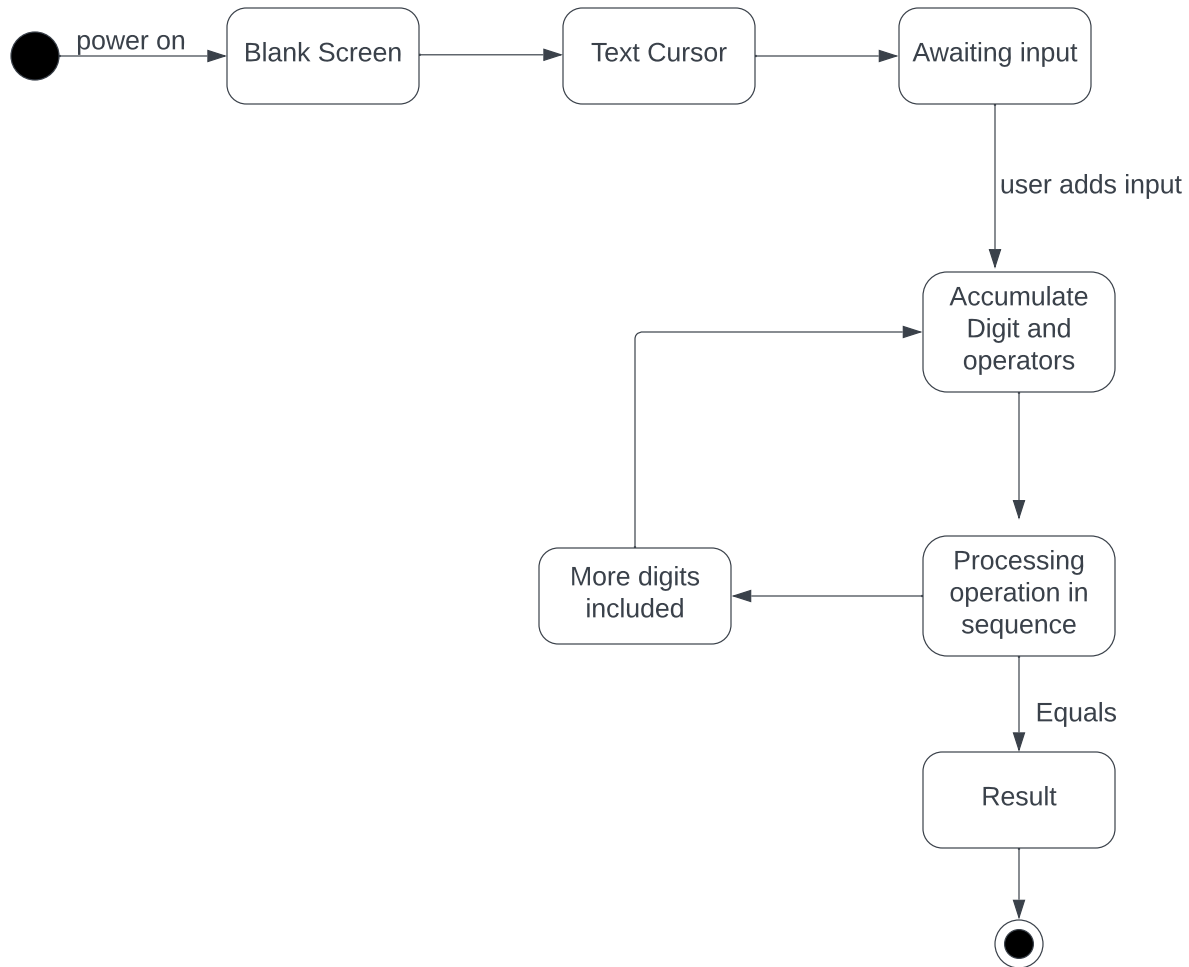 power on
Blank Screen
Text Cursor
Awaiting input
user adds input
Accumulate
Digit and
operators
Processing
operation in
sequence
More digits
included
Equals
Result